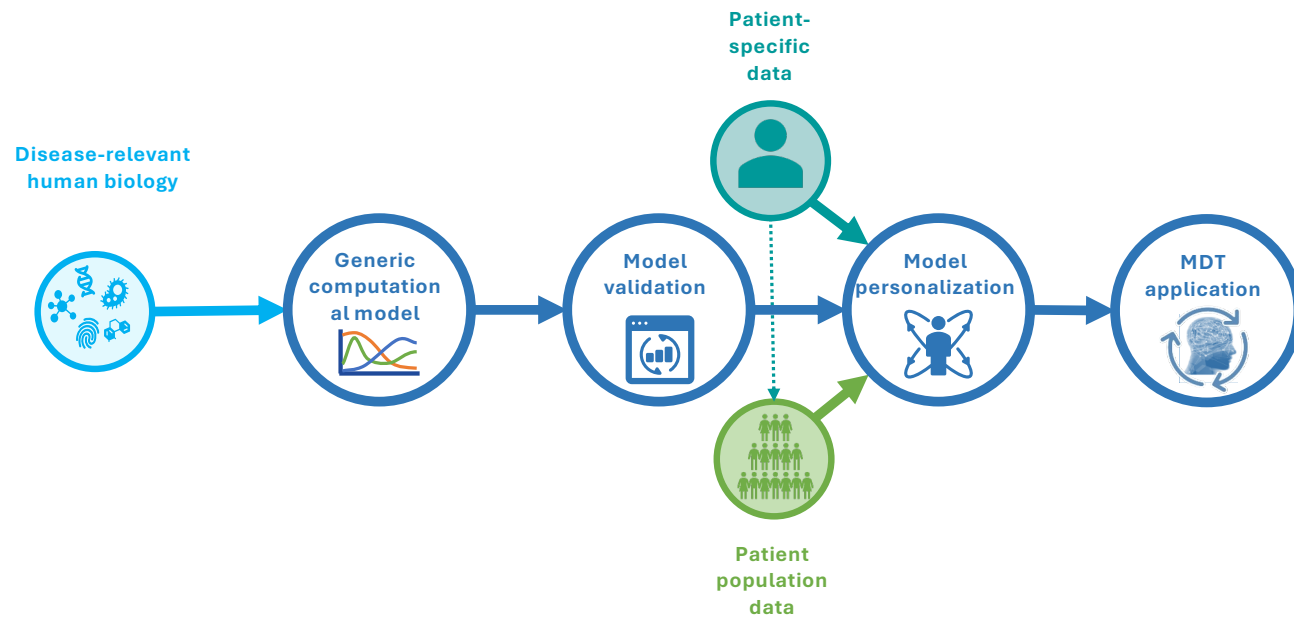 Patient-
specific
data
Disease-relevant
human biology
Generic
computation
al model
Model
validation
Model
personalization
MDT
application
Patient
population
data